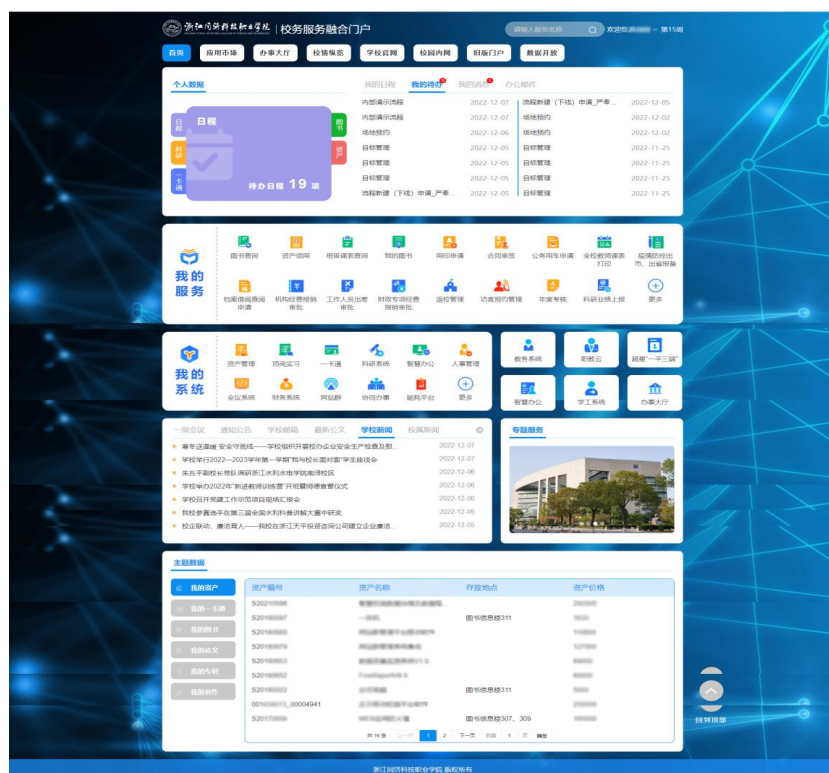 浙江同济科技职业学院 | 校务服务融合门户
请输入服务名称
欢迎您, 第15周
首页 应用市场 办事大厅 校情纵览 学校官网 校园内网 旧版门户 数据开放
个人数据
我的日程 我的待办 我的消息 办公邮件
日程
图书
日程
科研
资产
一卡通
待办日程 19 项
内部演示流程 2022-12-07 流程新建（下线）申请_严奉... 2022-12-05
内部演示流程 2022-12-07 场地预约 2022-12-02
场地预约 2022-12-06 场地预约 2022-12-02
目标管理 2022-12-05 目标管理 2022-11-25
目标管理 2022-12-05 目标管理 2022-11-25
目标管理 2022-12-05 目标管理 2022-11-25
流程新建（下线）申请_严奉... 2022-12-05 目标管理 2022-11-25
我的服务
图书查询 资产领用 班级课表查询 我的图书 用印申请 合同审签 公务用车申请 全校教师课表打印 疫情防控出市、出省报备
档案借阅查阅申请 机构经费报销审批 工作人员出差审批 财政专项经费报销审批 返校管理 访客预约管理 年度考核 科研业绩上报 更多
我的系统
资产管理 顶岗实习 一卡通 科研系统 智慧办公 人事管理
会议系统 财务系统 网站群 协同办事 能耗平台 更多
教务系统 职教云 超星“一平三端”
智慧办公 学工系统 办事大厅
一周会议 通知公告 学校邮箱 最新公文 学校新闻 校属新闻
寒冬送温暖 安全守底线——学校组织开展校办企业安全生产检查及慰... 2022-12-07
学校举行2022—2023学年第一学期“我与校长面对面”学生座谈会 2022-12-07
朱兆平副校长带队调研浙江水利水电学院南浔校区 2022-12-06
学校举办2022年“新进教师训练营”开班暨师德宣誓仪式 2022-12-06
学校召开党建工作示范项目现场汇报会 2022-12-06
我校参赛选手在第三届全国水利科普讲解大赛中获奖 2022-12-05
校企联动、廉洁育人——我校在浙江天平投资咨询公司建立企业廉洁... 2022-12-05
专题服务
主题数据
我的资产
我的一卡通
我的图书
我的论文
我的专利
我的著作
资产编号 资产名称 存放地点 资产价格
图书信息楼311
图书信息楼311
图书信息楼307，309
共 16 条 上一页 1 2 下一页 到第 1 页 确定
回到顶部
浙江同济科技职业学院 版权所有